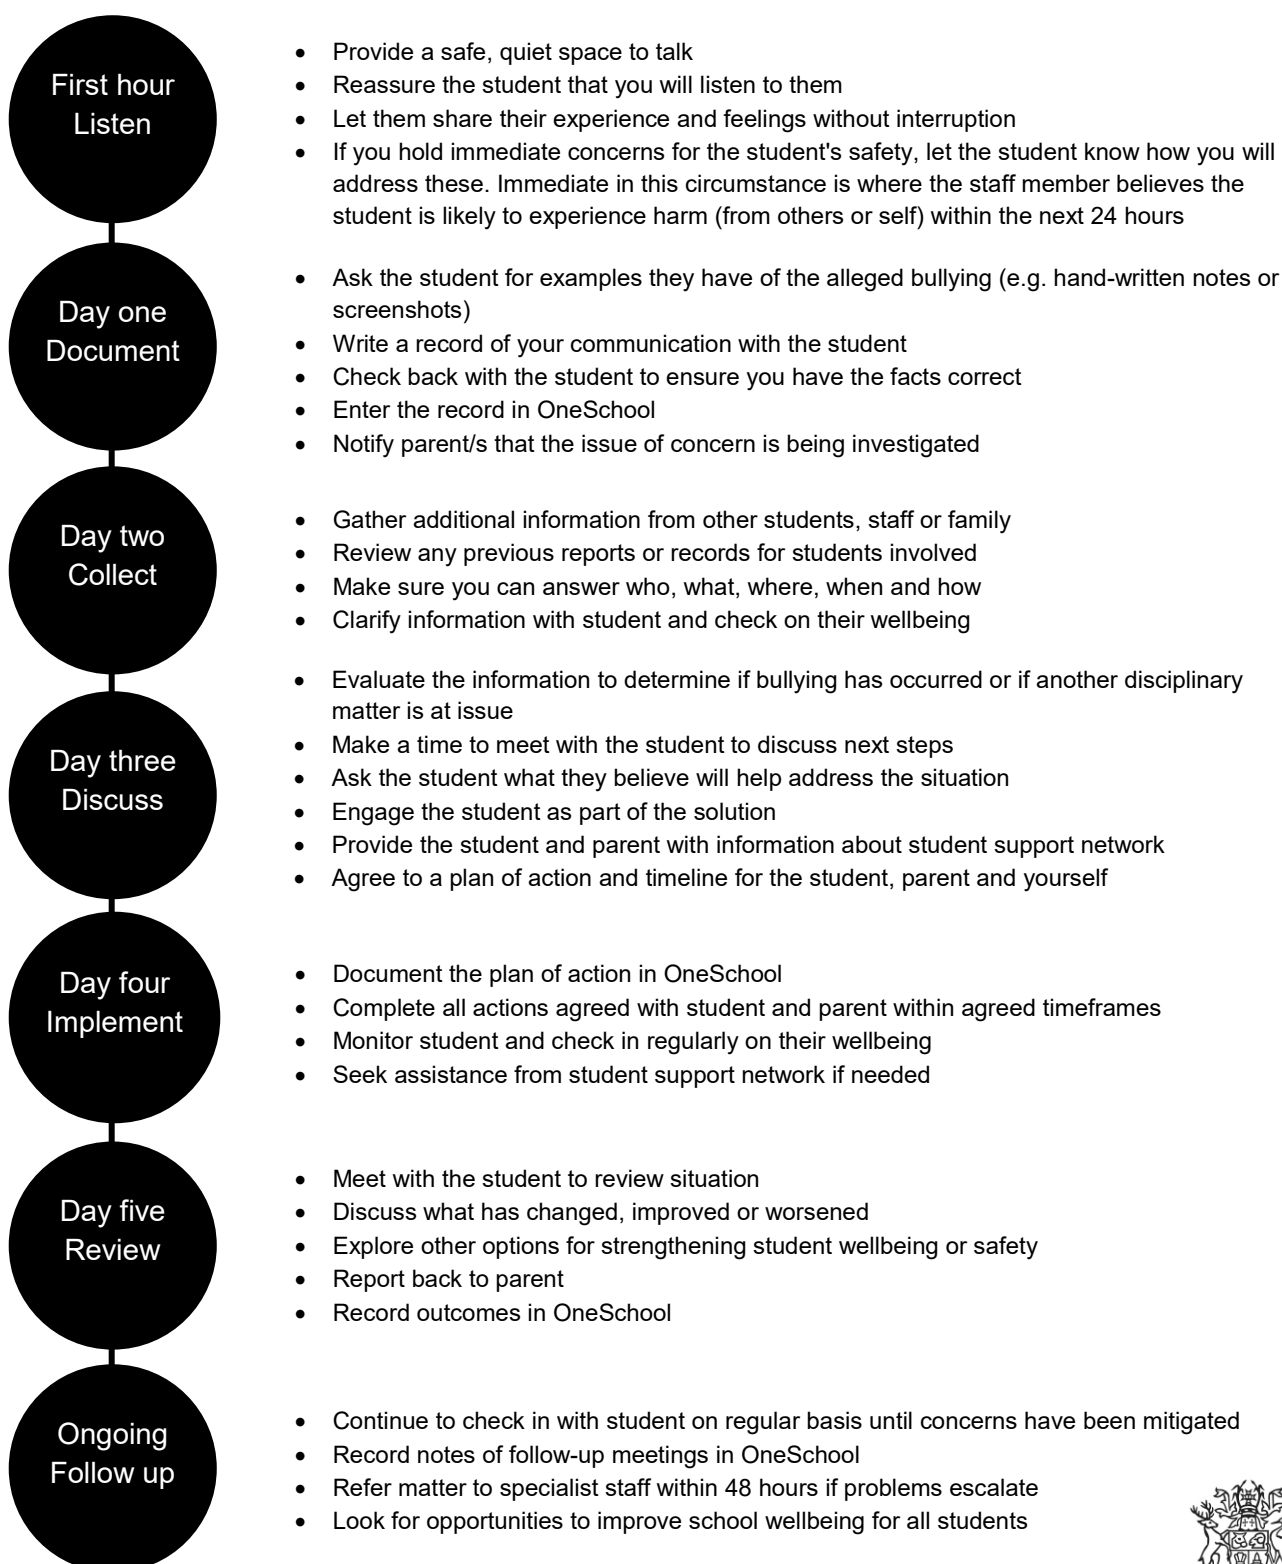 First hour
Listen
• Provide a safe, quiet space to talk
• Reassure the student that you will listen to them
• Let them share their experience and feelings without interruption
• If you hold immediate concerns for the student's safety, let the student know how you will
address these. Immediate in this circumstance is where the staff member believes the
student is likely to experience harm (from others or self) within the next 24 hours
Day one
Document
• Ask the student for examples they have of the alleged bullying (e.g. hand-written notes or
screenshots)
• Write a record of your communication with the student
• Check back with the student to ensure you have the facts correct
• Enter the record in OneSchool
• Notify parent/s that the issue of concern is being investigated
Day two
Collect
• Gather additional information from other students, staff or family
• Review any previous reports or records for students involved
• Make sure you can answer who, what, where, when and how
• Clarify information with student and check on their wellbeing
Day three
Discuss
• Evaluate the information to determine if bullying has occurred or if another disciplinary
matter is at issue
• Make a time to meet with the student to discuss next steps
• Ask the student what they believe will help address the situation
• Engage the student as part of the solution
• Provide the student and parent with information about student support network
• Agree to a plan of action and timeline for the student, parent and yourself
Day four
Implement
• Document the plan of action in OneSchool
• Complete all actions agreed with student and parent within agreed timeframes
• Monitor student and check in regularly on their wellbeing
• Seek assistance from student support network if needed
Day five
Review
• Meet with the student to review situation
• Discuss what has changed, improved or worsened
• Explore other options for strengthening student wellbeing or safety
• Report back to parent
• Record outcomes in OneSchool
Ongoing
Follow up
• Continue to check in with student on regular basis until concerns have been mitigated
• Record notes of follow-up meetings in OneSchool
• Refer matter to specialist staff within 48 hours if problems escalate
• Look for opportunities to improve school wellbeing for all students